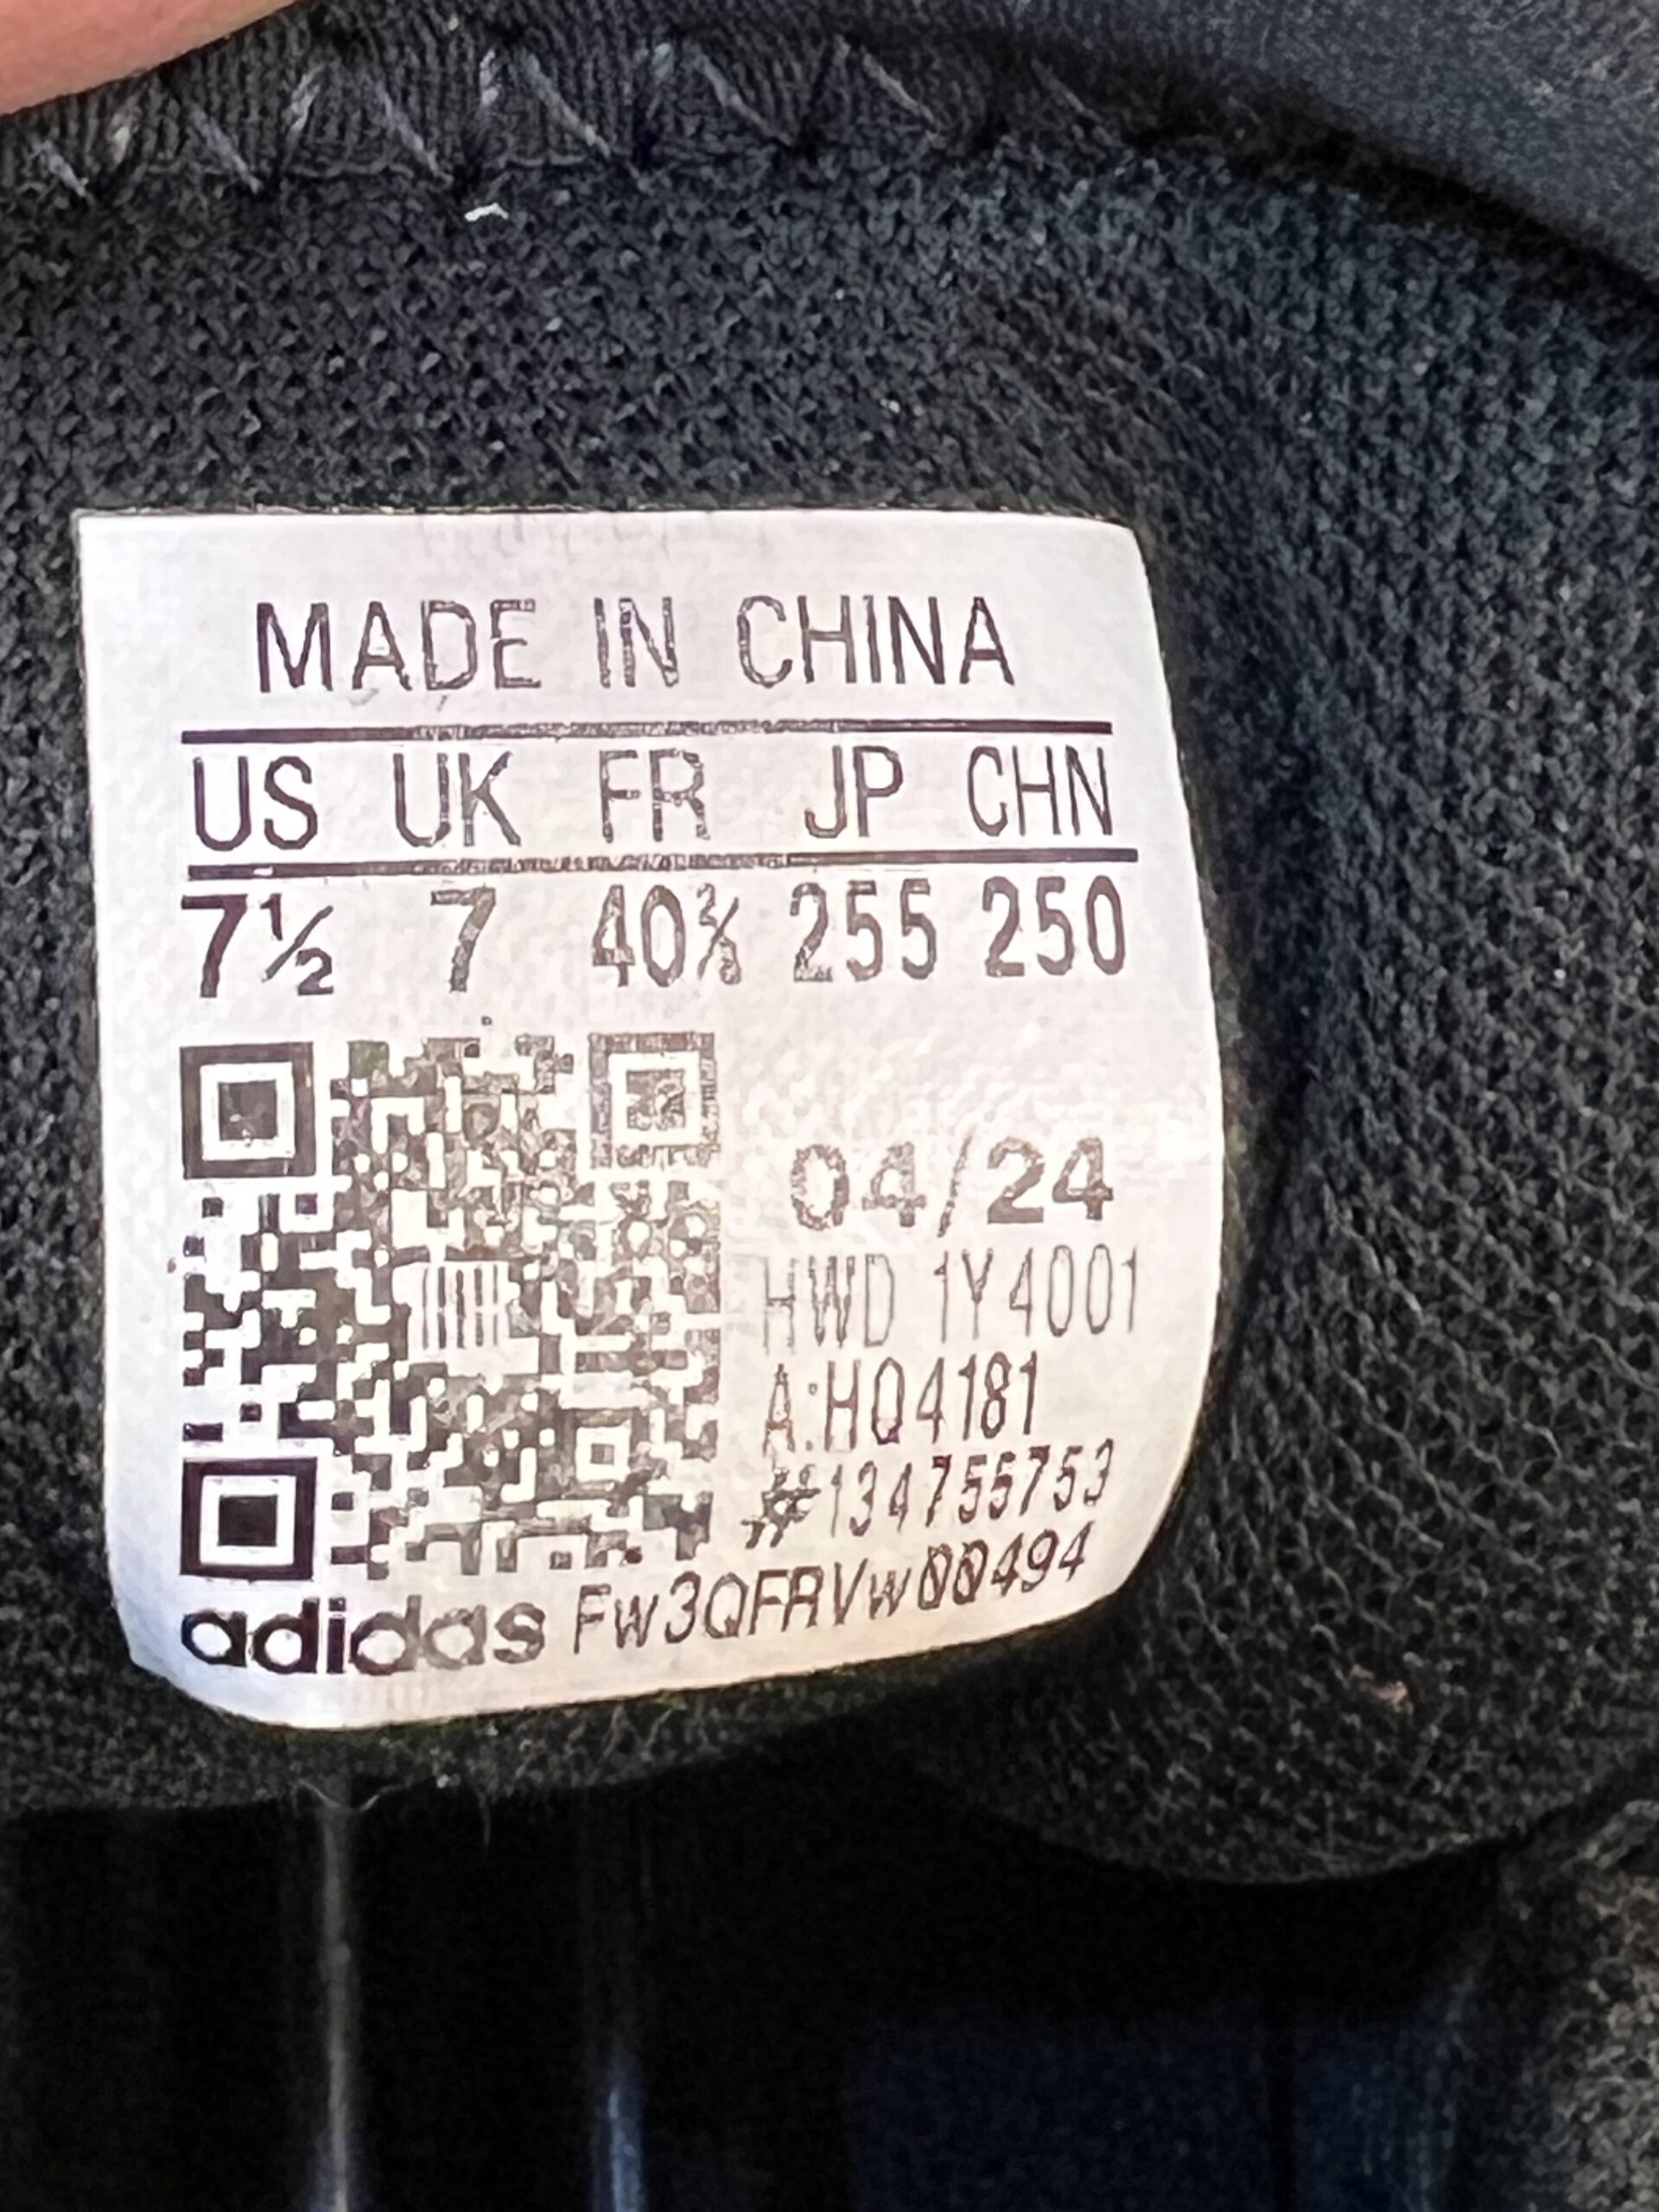 MADE IN CHINA
US UK FR JP CHN
7½ 7 40⅔ 255 250
04/24
HWD 1Y4001
A:HQ4181
#134755753
adidas Fw3QFRVw00494